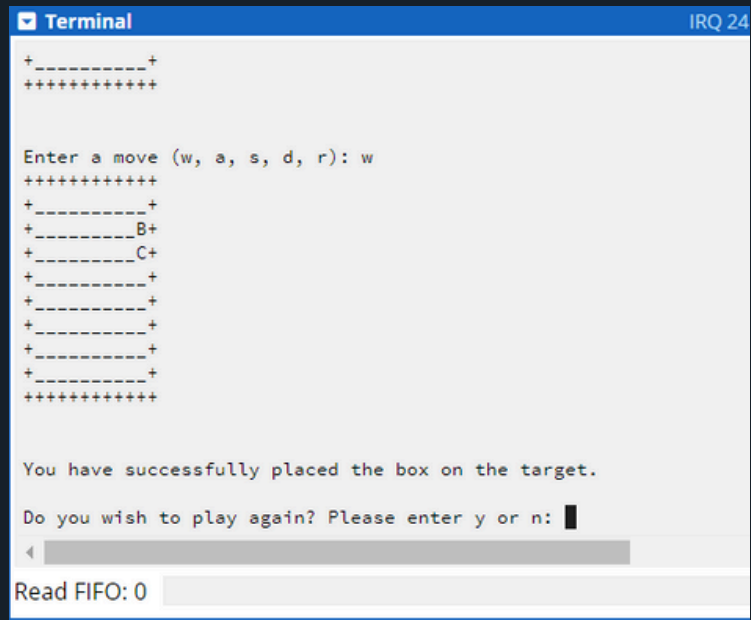 Terminal IRQ 24
+__________+
++++++++++++
Enter a move (w, a, s, d, r): w
++++++++++++
+__________+
+_________B+
+_________C+
+__________+
+__________+
+__________+
+__________+
+__________+
++++++++++++
You have successfully placed the box on the target.
Do you wish to play again? Please enter y or n:
Read FIFO: 0